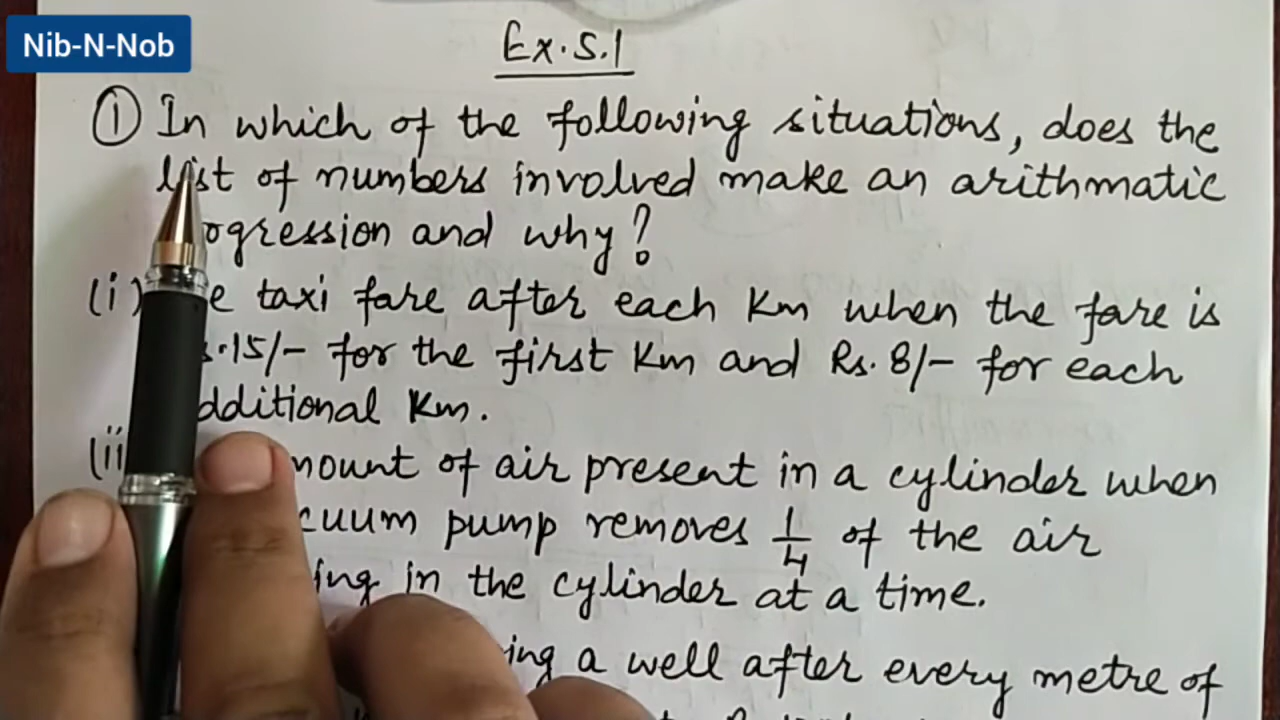 Nib-N-Nob
Ex.5.1
① In which of the following situations, does the
list of numbers involved make an arithmatic
ogression and why?
(i) e taxi fare after each Km when the fare is
s.15/- for the first Km and Rs. 8/- for each
dditional Km.
(ii mount of air present in a cylinder when
cuum pump removes 1/4 of the air
ing in the cylinder at a time.
ing a well after every metre of